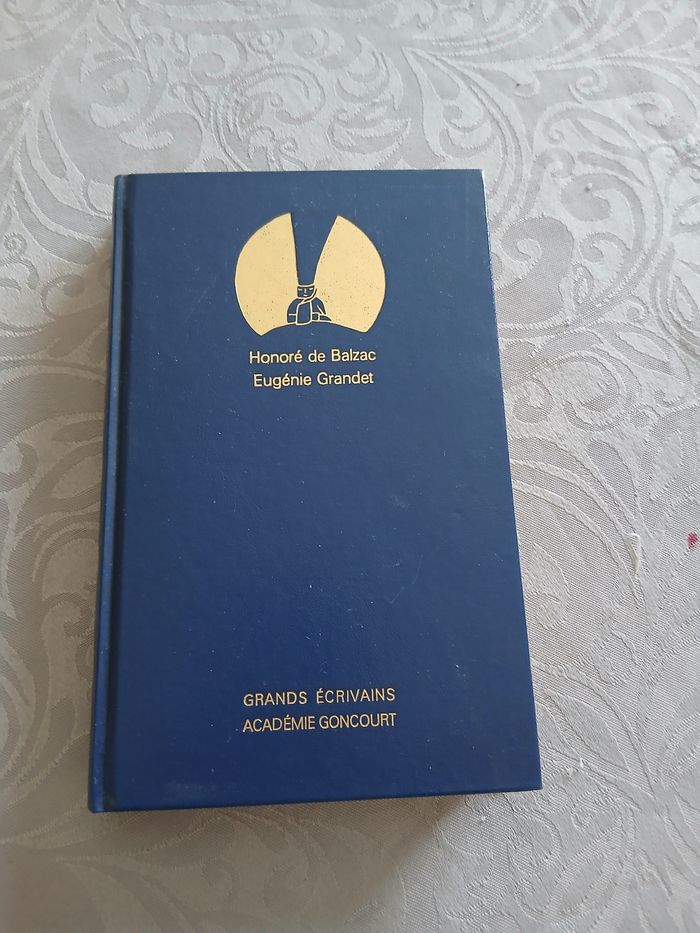 Honoré de Balzac
Eugénie Grandet
GRANDS ÉCRIVAINS
ACADÉMIE GONCOURT